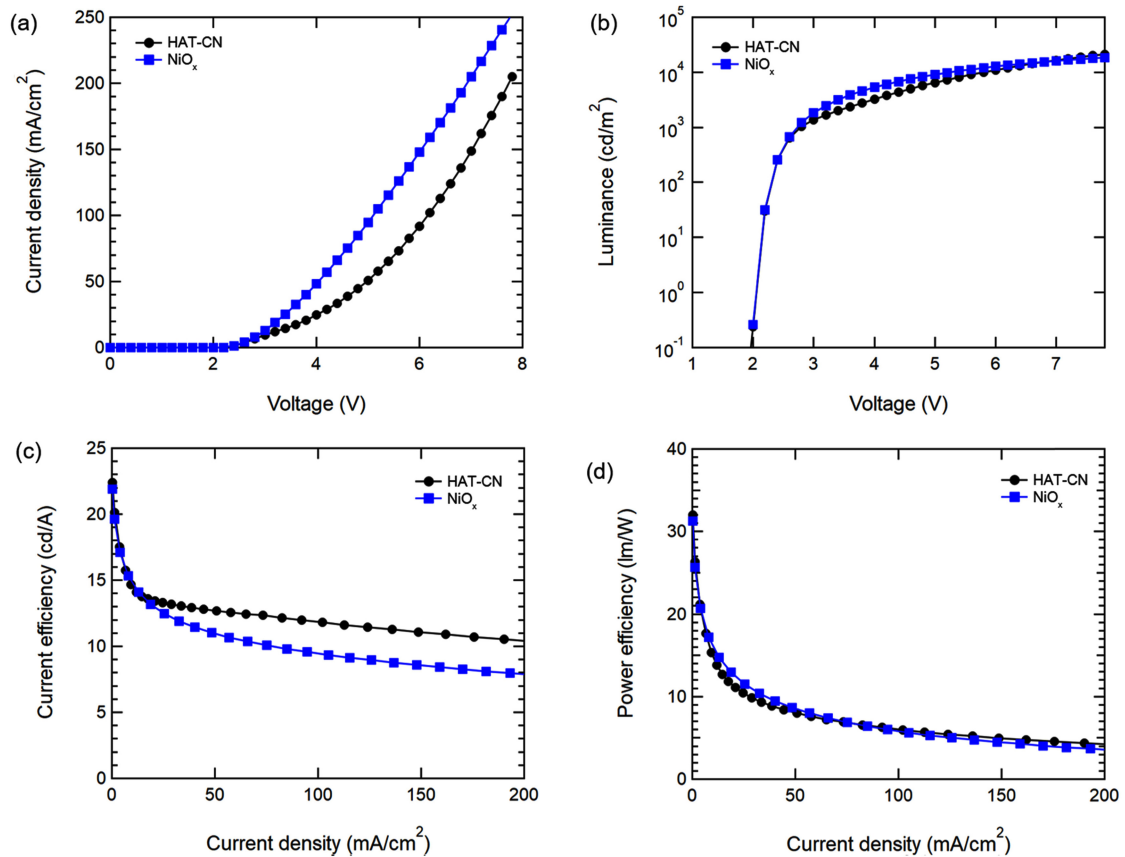 (a)
250
200
150
100
50
0
Current density (mA/cm²)
HAT-CN
NiOₓ
0 2 4 6 8
Voltage (V)
(b)
10⁵
10⁴
10³
10²
10¹
10⁰
10⁻¹
Luminance (cd/m²)
HAT-CN
NiOₓ
1 2 3 4 5 6 7
Voltage (V)
(c)
25
20
15
10
5
0
Current efficiency (cd/A)
HAT-CN
NiOₓ
0 50 100 150 200
Current density (mA/cm²)
(d)
40
30
20
10
0
Power efficiency (lm/W)
HAT-CN
NiOₓ
0 50 100 150 200
Current density (mA/cm²)